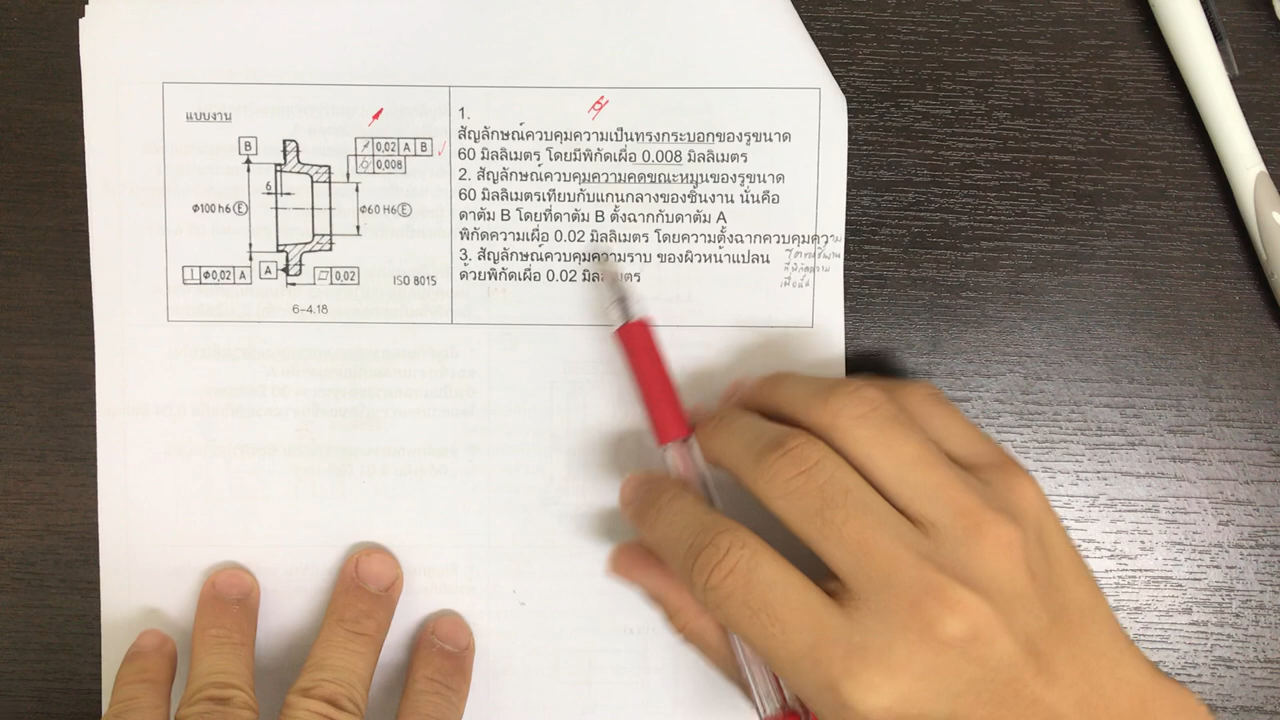 แบบงาน
B
0,02 A B
0,008
6
Φ100 h6 Ⓔ
Φ60 H6 Ⓔ
⊥ Φ0,02 A
A
⏥ 0,02
ISO 8015
6-4.18
1.
สัญลักษณ์ควบคุมความเป็นทรงกระบอกของรูขนาด
60 มิลลิเมตร โดยมีพิกัดเผื่อ 0.008 มิลลิเมตร
2. สัญลักษณ์ควบคุมความคดขณะหมุนของรูขนาด
60 มิลลิเมตรเทียบกับแกนกลางของชิ้นงาน นั่นคือ
ดาตัม B โดยที่ดาตัม B ตั้งฉากกับดาตัม A
พิกัดความเผื่อ 0.02 มิลลิเมตร โดยความตั้งฉากควบคุมความ
3. สัญลักษณ์ควบคุมความราบ ของผิวหน้าแปลน
ด้วยพิกัดเผื่อ 0.02